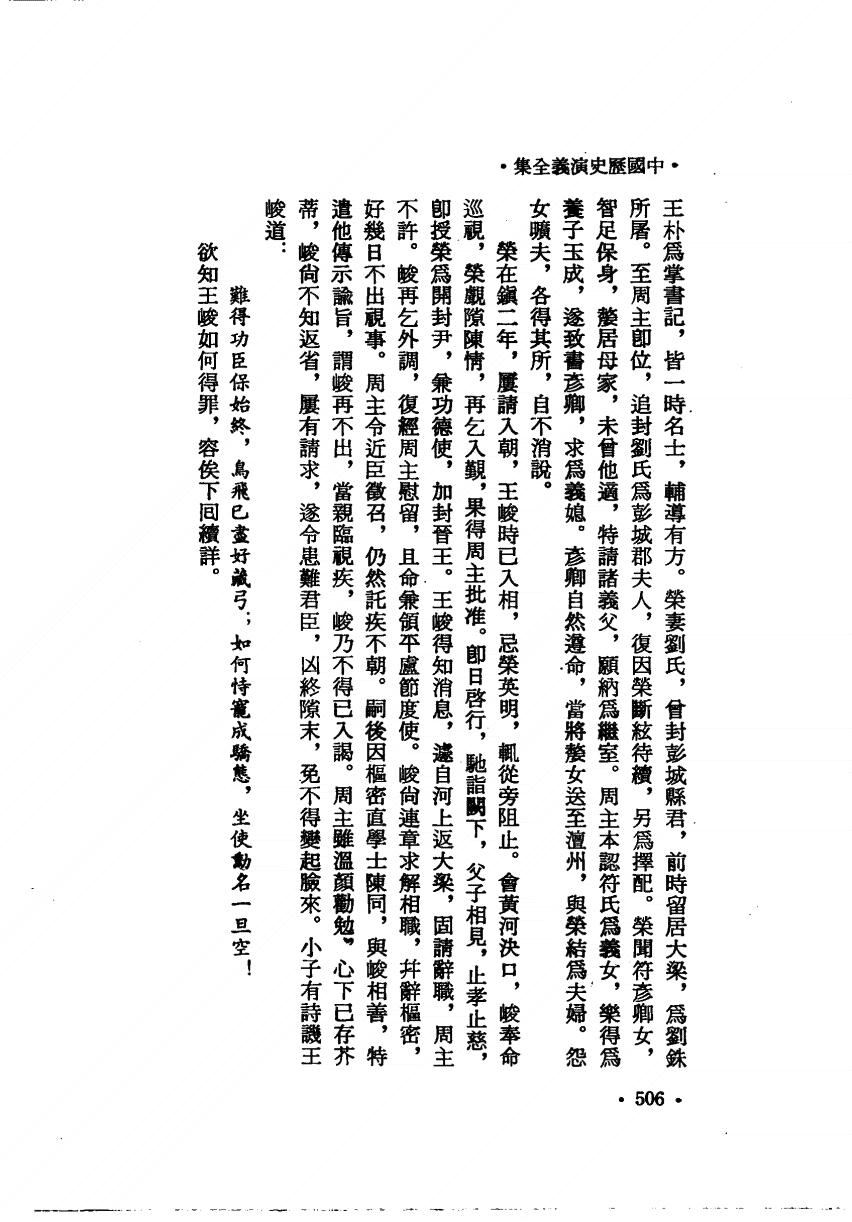 •中國歷史演義全集•
王朴爲掌書記，皆一時名士，輔導有方。榮妻劉氏，曾封彭城縣君，前時留居大梁，爲劉銖
所屠。至周主卽位，追封劉氏爲彭城郡夫人，復因榮斷絃待續，另爲擇配。榮聞符彥卿女，
智足保身，嫠居母家，未曾他適，特請諸義父，願納爲繼室。周主本認符氏爲義女，樂得爲
養子玉成，遂致書彥卿，求爲義媳。彥卿自然遵命，當將嫠女送至澶州，與榮結爲夫婦。怨
女曠夫，各得其所，自不消說。
榮在鎭二年，屢請入朝，王峻時已入相，忌榮英明，輒從旁阻止。會黃河決口，峻奉命
巡視，榮覷隙陳情，再乞入覲，果得周主批准。卽日啓行，馳詣闕下，父子相見，止孝止慈，
卽授榮爲開封尹，兼功德使，加封晉王。王峻得知消息，遽自河上返大梁，固請辭職，周主
不許。峻再乞外調，復經周主慰留，且命兼領平盧節度使。峻尙連章求解相職，幷辭樞密，
好幾日不出視事。周主令近臣徵召，仍然託疾不朝。嗣後因樞密直學士陳同，與峻相善，特
遣他傳示諭旨，謂峻再不出，當親臨視疾，峻乃不得已入謁。周主雖溫顏勸勉，心下已存芥
蒂，峻尙不知返省，屢有請求，遂令患難君臣，凶終隙末，免不得變起臉來。小子有詩譏王
峻道：
難得功臣保始終，鳥飛已盡好藏弓；如何恃寵成驕態，坐使勳名一旦空！
欲知王峻如何得罪，容俟下囘續詳。
•506•